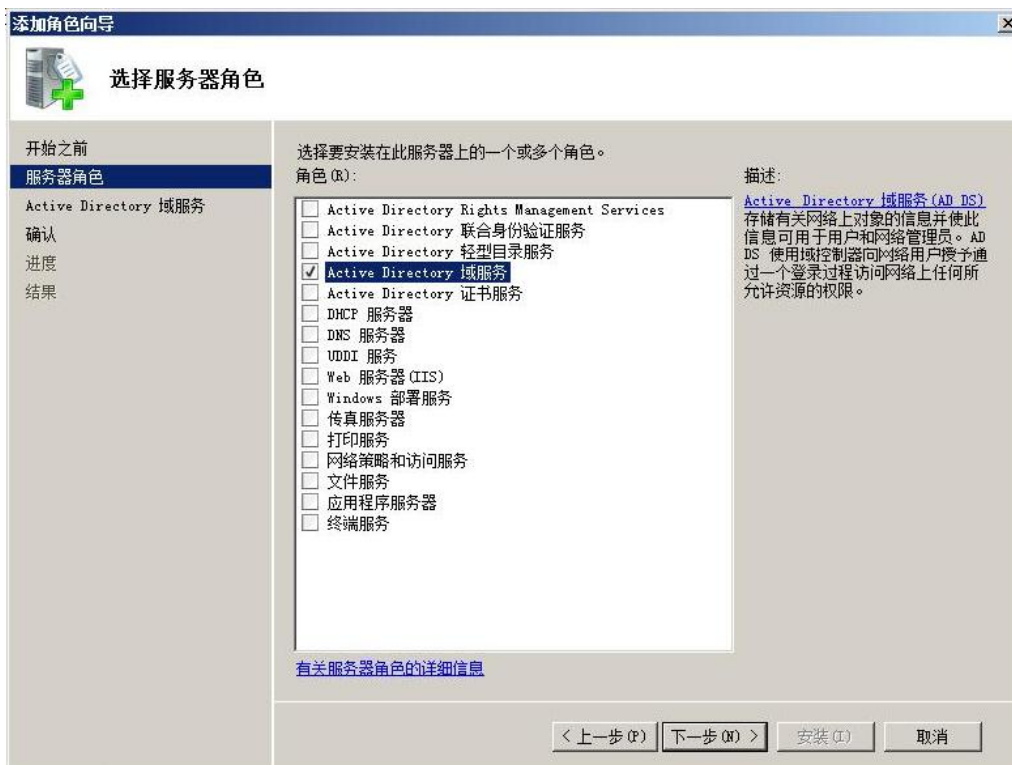 添加角色向导
选择服务器角色
开始之前
服务器角色
Active Directory 域服务
确认
进度
结果
选择要安装在此服务器上的一个或多个角色。
角色(R):
Active Directory Rights Management Services
Active Directory 联合身份验证服务
Active Directory 轻型目录服务
Active Directory 域服务
Active Directory 证书服务
DHCP 服务器
DNS 服务器
UDDI 服务
Web 服务器(IIS)
Windows 部署服务
传真服务器
打印服务
网络策略和访问服务
文件服务
应用程序服务器
终端服务
有关服务器角色的详细信息
描述:
Active Directory 域服务(AD DS)
存储有关网络上对象的信息并使此
信息可用于用户和网络管理员。AD
DS 使用域控制器向网络用户授予通
过一个登录过程访问网络上任何所
允许资源的权限。
< 上一步(P)
下一步(N) >
安装(I)
取消